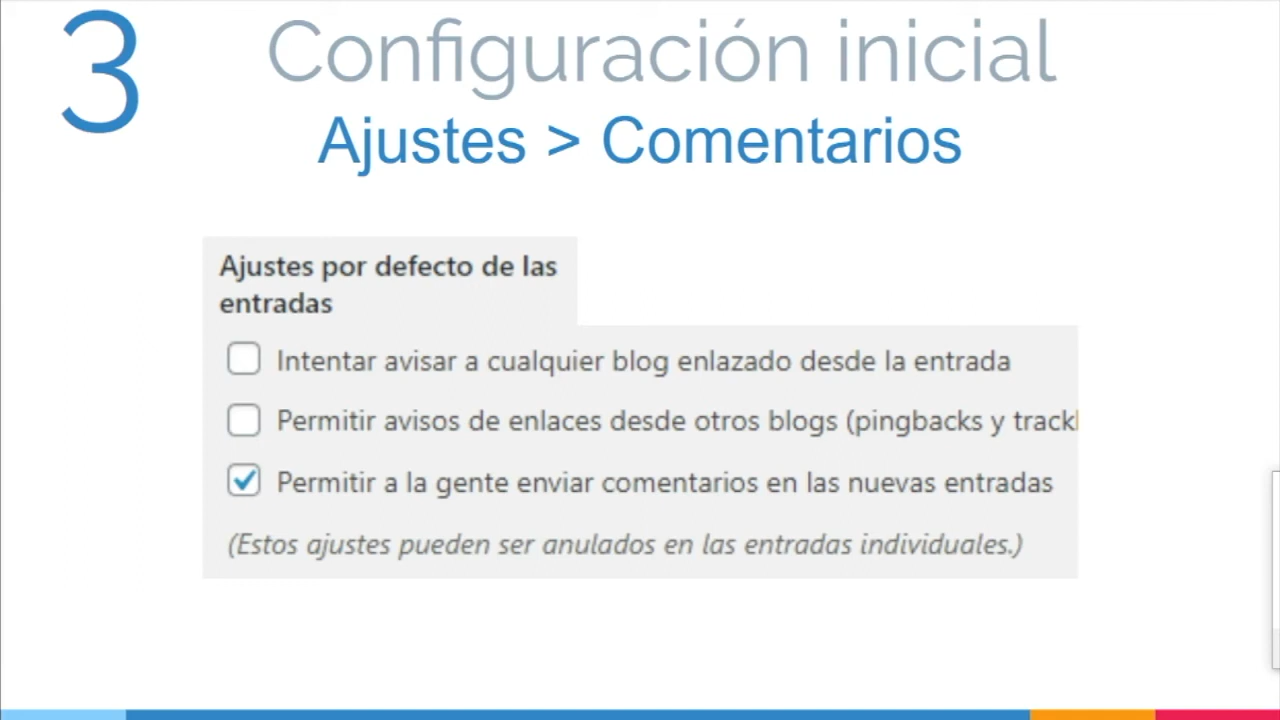 3
Configuración inicial
Ajustes > Comentarios
Ajustes por defecto de las
entradas
Intentar avisar a cualquier blog enlazado desde la entrada
Permitir avisos de enlaces desde otros blogs (pingbacks y track
Permitir a la gente enviar comentarios en las nuevas entradas
(Estos ajustes pueden ser anulados en las entradas individuales.)